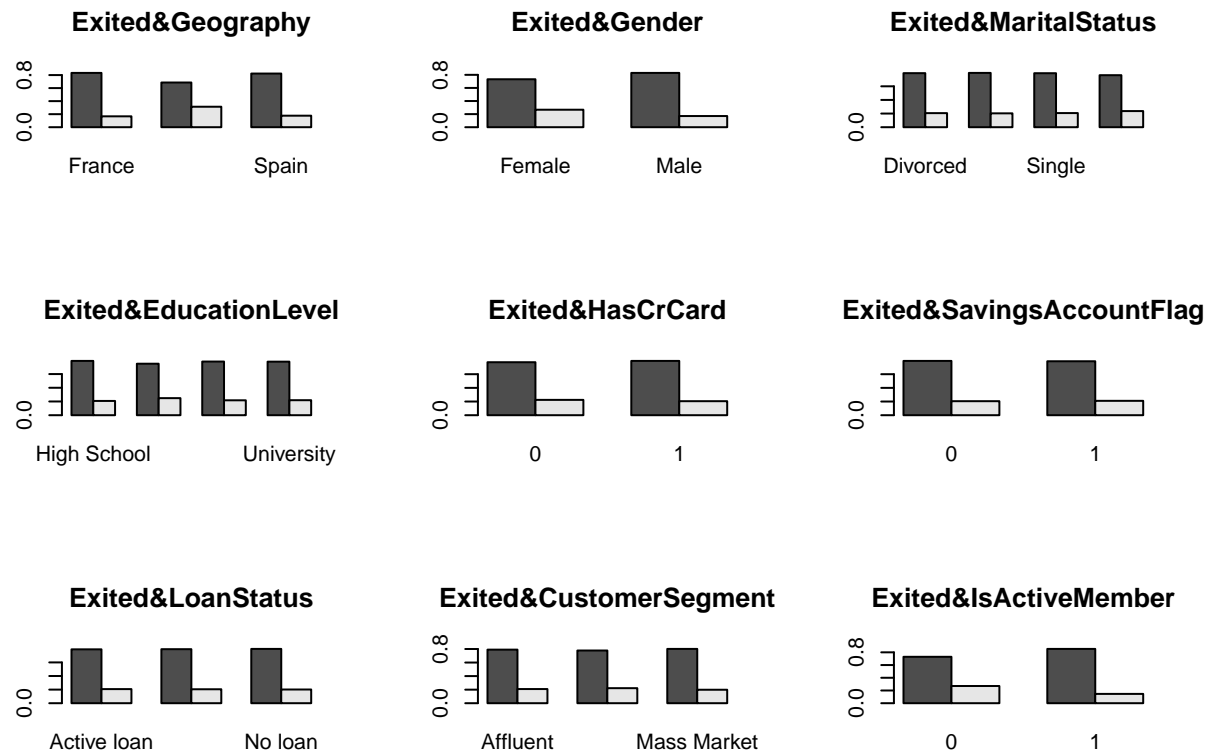 Exited&Geography
0.8
0.0
France
Spain
Exited&Gender
0.8
0.0
Female
Male
Exited&MaritalStatus
0.0
Divorced
Single
Exited&EducationLevel
0.0
High School
University
Exited&HasCrCard
0.0
0
1
Exited&SavingsAccountFlag
0.0
0
1
Exited&LoanStatus
0.0
Active loan
No loan
Exited&CustomerSegment
0.8
0.0
Affluent
Mass Market
Exited&IsActiveMember
0.8
0.0
0
1